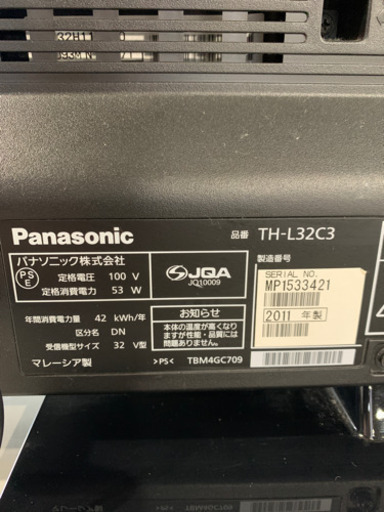 32H11
Panasonic
品番 TH-L32C3
パナソニック株式会社
PS E
定格電圧 100 V
定格消費電力 53 W
JQA
JQ10009
製造番号
SERIAL NO.
MP1533421
2011 年製
年間消費電力量 42 kWh/年
区分名 DN
受信機型サイズ 32 V型
お知らせ
本体の温度が高くなり
ますが性能・品質には
問題ありません。
マレーシア製
>PS< TBM4GC709